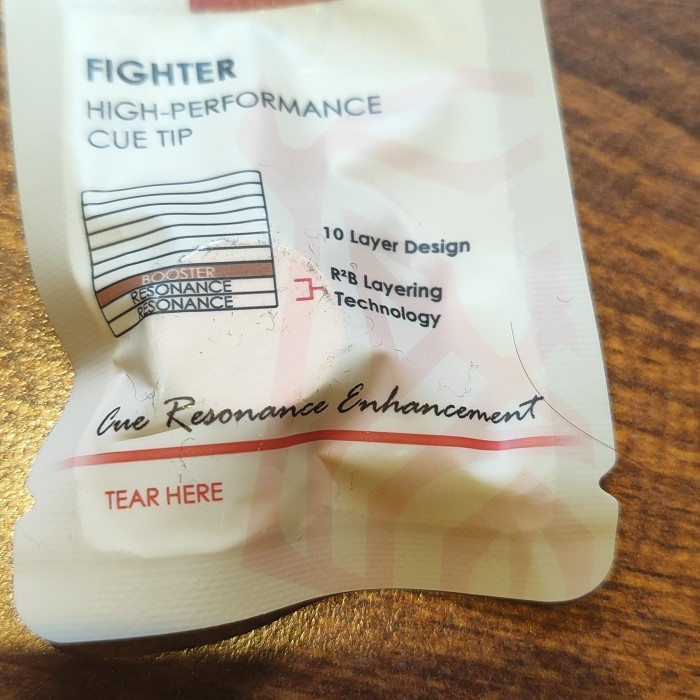 FIGHTER
HIGH-PERFORMANCE
CUE TIP
10 Layer Design
BOOSTER
RESONANCE
RESONANCE
R²B Layering
Technology
Cue Resonance Enhancement
TEAR HERE